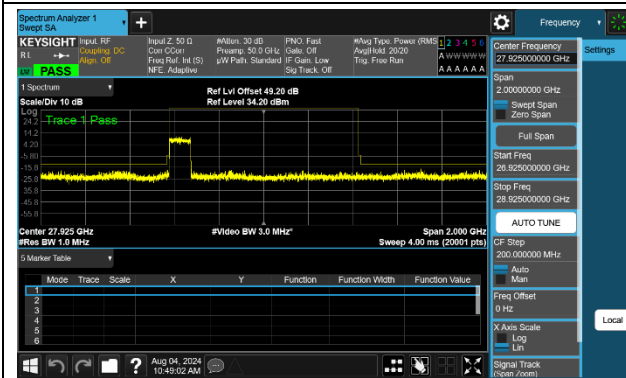 Spectrum Analyzer 1
Swept SA
Frequency
KEYSIGHT
RL
LW
PASS
Input: RF
Coupling: DC
Align: Off
Input Z: 50 Ω
Corr CCorr
Freq Ref: Int (S)
NFE: Adaptive
#Atten: 30 dB
Preamp: 50.0 GHz
µW Path: Standard
PNO: Fast
Gate: Off
IF Gain: Low
Sig Track: Off
#Avg Type: Power (RMS)
Avg|Hold: 20/20
Trig: Free Run
1 2 3 4 5 6
A W W W W W
A A A A A A
1 Spectrum
Scale/Div 10 dB
Ref Lvl Offset 49.20 dB
Ref Level 34.20 dBm
Log
Trace 1 Pass
24.2
14.2
4.20
-5.80
-15.8
-25.8
-35.8
-45.8
-55.8
Center 27.925 GHz
#Res BW 1.0 MHz
#Video BW 3.0 MHz*
Span 2.000 GHz
Sweep 4.00 ms (20001 pts)
5 Marker Table
Mode Trace Scale X Y Function Function Width Function Value
1
2
3
4
5
6
Aug 04, 2024
10:49:02 AM
Center Frequency
27.925000000 GHz
Settings
Span
2.00000000 GHz
Swept Span
Zero Span
Full Span
Start Freq
26.925000000 GHz
Stop Freq
28.925000000 GHz
AUTO TUNE
CF Step
200.000000 MHz
Auto
Man
Freq Offset
0 Hz
X Axis Scale
Log
Lin
Local
Signal Track
(Span Zoom)